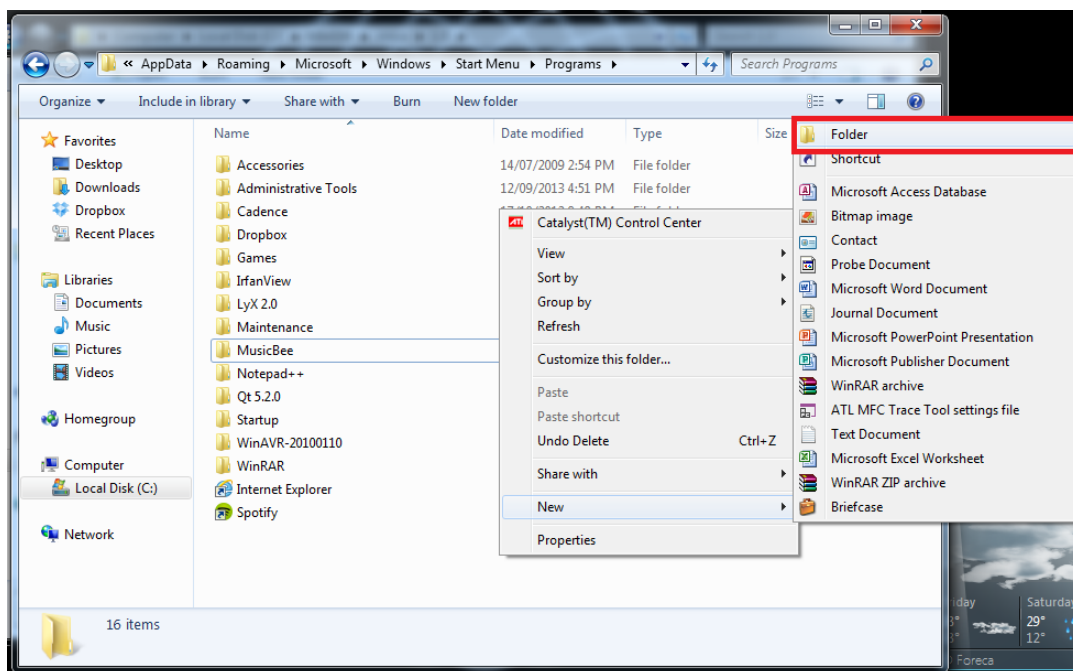 « AppData Roaming Microsoft Windows Start Menu Programs Search Programs
Organize Include in library Share with Burn New folder
Favorites
Desktop
Downloads
Dropbox
Recent Places
Libraries
Documents
Music
Pictures
Videos
Homegroup
Computer
Local Disk (C:)
Network
Name Date modified Type Size
Accessories 14/07/2009 2:54 PM File folder
Administrative Tools 12/09/2013 4:51 PM File folder
Cadence
Dropbox
Games
IrfanView
LyX 2.0
Maintenance
MusicBee
Notepad++
Qt 5.2.0
Startup
WinAVR-20100110
WinRAR
Internet Explorer
Spotify
ATI Catalyst(TM) Control Center
View
Sort by
Group by
Refresh
Customize this folder...
Paste
Paste shortcut
Undo Delete Ctrl+Z
Share with
New
Properties
Folder
Shortcut
Microsoft Access Database
Bitmap image
Contact
Probe Document
Microsoft Word Document
Journal Document
Microsoft PowerPoint Presentation
Microsoft Publisher Document
WinRAR archive
ATL MFC Trace Tool settings file
Text Document
Microsoft Excel Worksheet
WinRAR ZIP archive
Briefcase
16 items
Saturday
29°
12°
Foreca